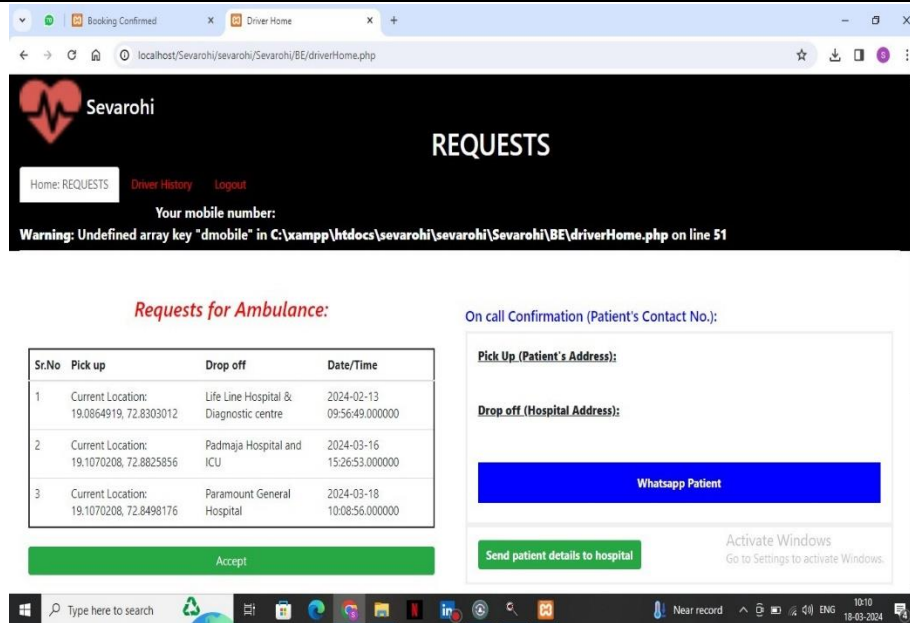 Booking Confirmed
Driver Home
localhost/Sevarohi/sevarohi/Sevarohi/BE/driverHome.php
S
Sevarohi
REQUESTS
Home: REQUESTS Driver History Logout
Your mobile number:
Warning: Undefined array key "dmobile" in C:\xampp\htdocs\sevarohi\sevarohi\Sevarohi\BE\driverHome.php on line 51
Requests for Ambulance:
Sr.No Pick up Drop off Date/Time
1 Current Location: Life Line Hospital & 2024-02-13
19.0864919, 72.8303012 Diagnostic centre 09:56:49.000000
2 Current Location: Padmaja Hospital and 2024-03-16
19.1070208, 72.8825856 ICU 15:26:53.000000
3 Current Location: Paramount General 2024-03-18
19.1070208, 72.8498176 Hospital 10:08:56.000000
Accept
On call Confirmation (Patient's Contact No.):
Pick Up (Patient's Address):
Drop off (Hospital Address):
Whatsapp Patient
Send patient details to hospital
Activate Windows
Go to Settings to activate Windows.
Type here to search
Near record
ENG
10:10
18-03-2024